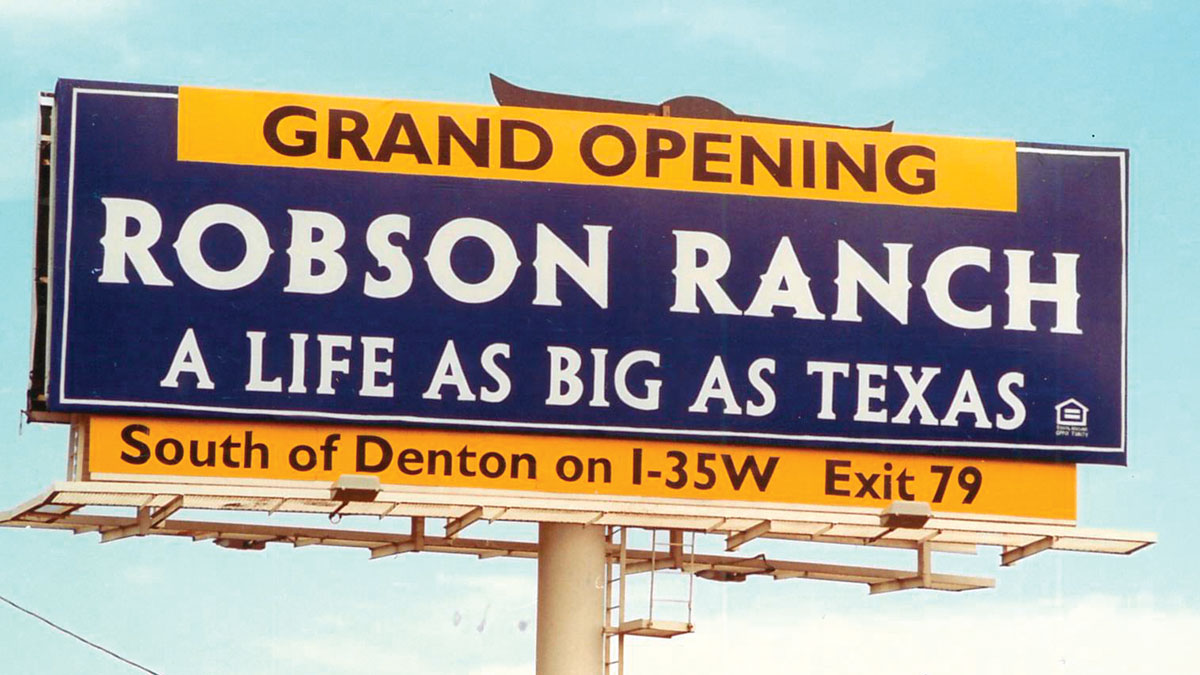 GRAND OPENING
ROBSON RANCH
A LIFE AS BIG AS TEXAS
South of Denton on I-35W Exit 79